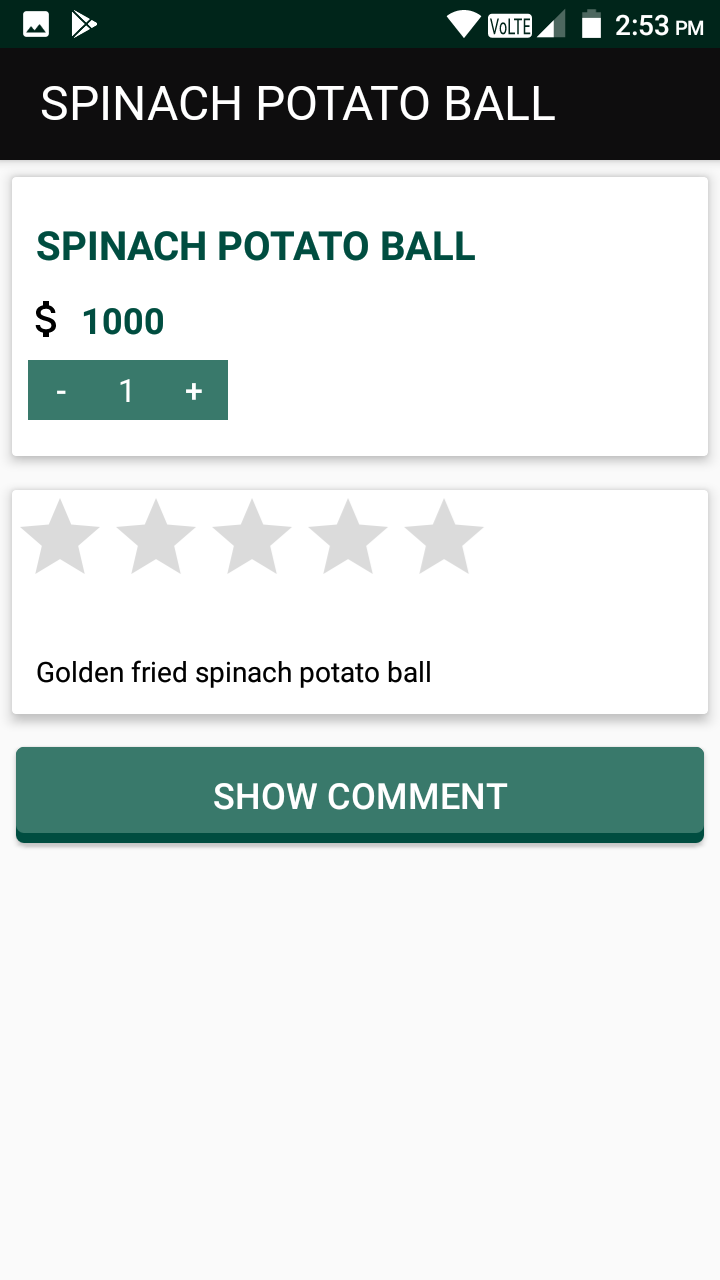 VoLTE 2:53 PM
SPINACH POTATO BALL
SPINACH POTATO BALL
$ 1000
- 1 +
Golden fried spinach potato ball
SHOW COMMENT